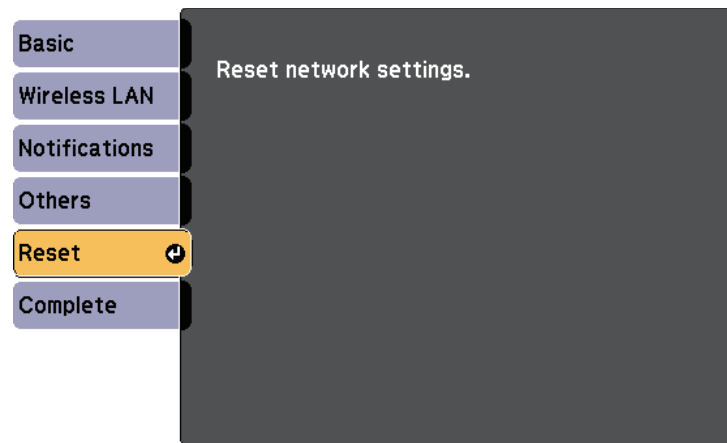 Basic
Wireless LAN
Notifications
Others
Reset
Complete
Reset network settings.